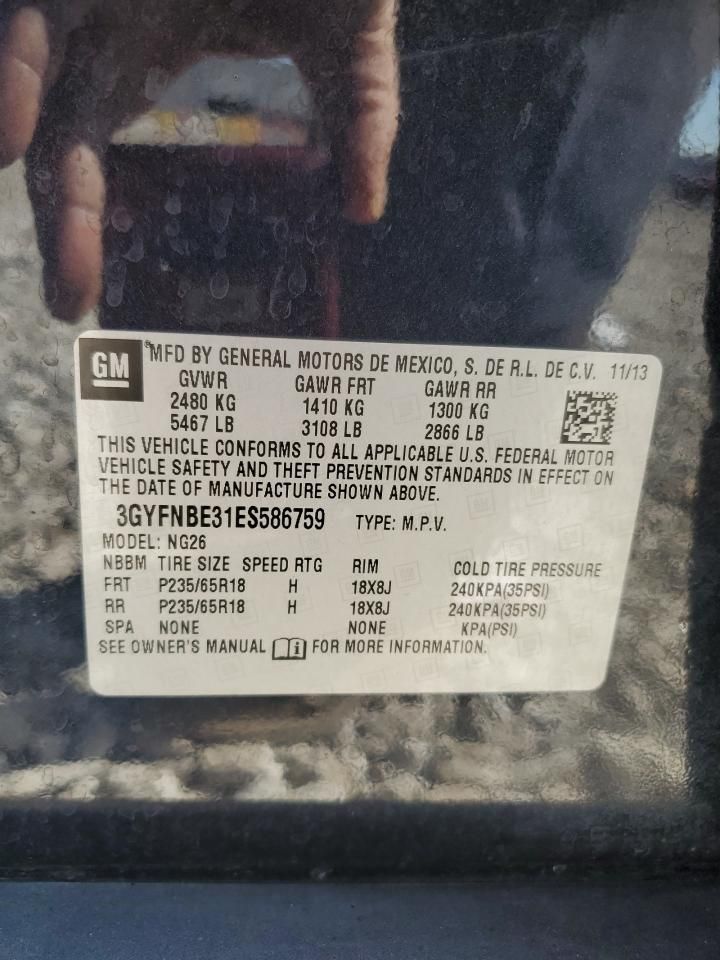 GM
®MFD BY GENERAL MOTORS DE MEXICO, S. DE R.L. DE C.V. 11/13
GVWR GAWR FRT GAWR RR
2480 KG 1410 KG 1300 KG
5467 LB 3108 LB 2866 LB
THIS VEHICLE CONFORMS TO ALL APPLICABLE U.S. FEDERAL MOTOR
VEHICLE SAFETY AND THEFT PREVENTION STANDARDS IN EFFECT ON
THE DATE OF MANUFACTURE SHOWN ABOVE.
3GYFNBE31ES586759 TYPE: M.P.V.
MODEL: NG26
NBBM TIRE SIZE SPEED RTG RIM COLD TIRE PRESSURE
FRT P235/65R18 H 18X8J 240KPA(35PSI)
RR P235/65R18 H 18X8J 240KPA(35PSI)
SPA NONE NONE KPA(PSI)
SEE OWNER'S MANUAL FOR MORE INFORMATION.